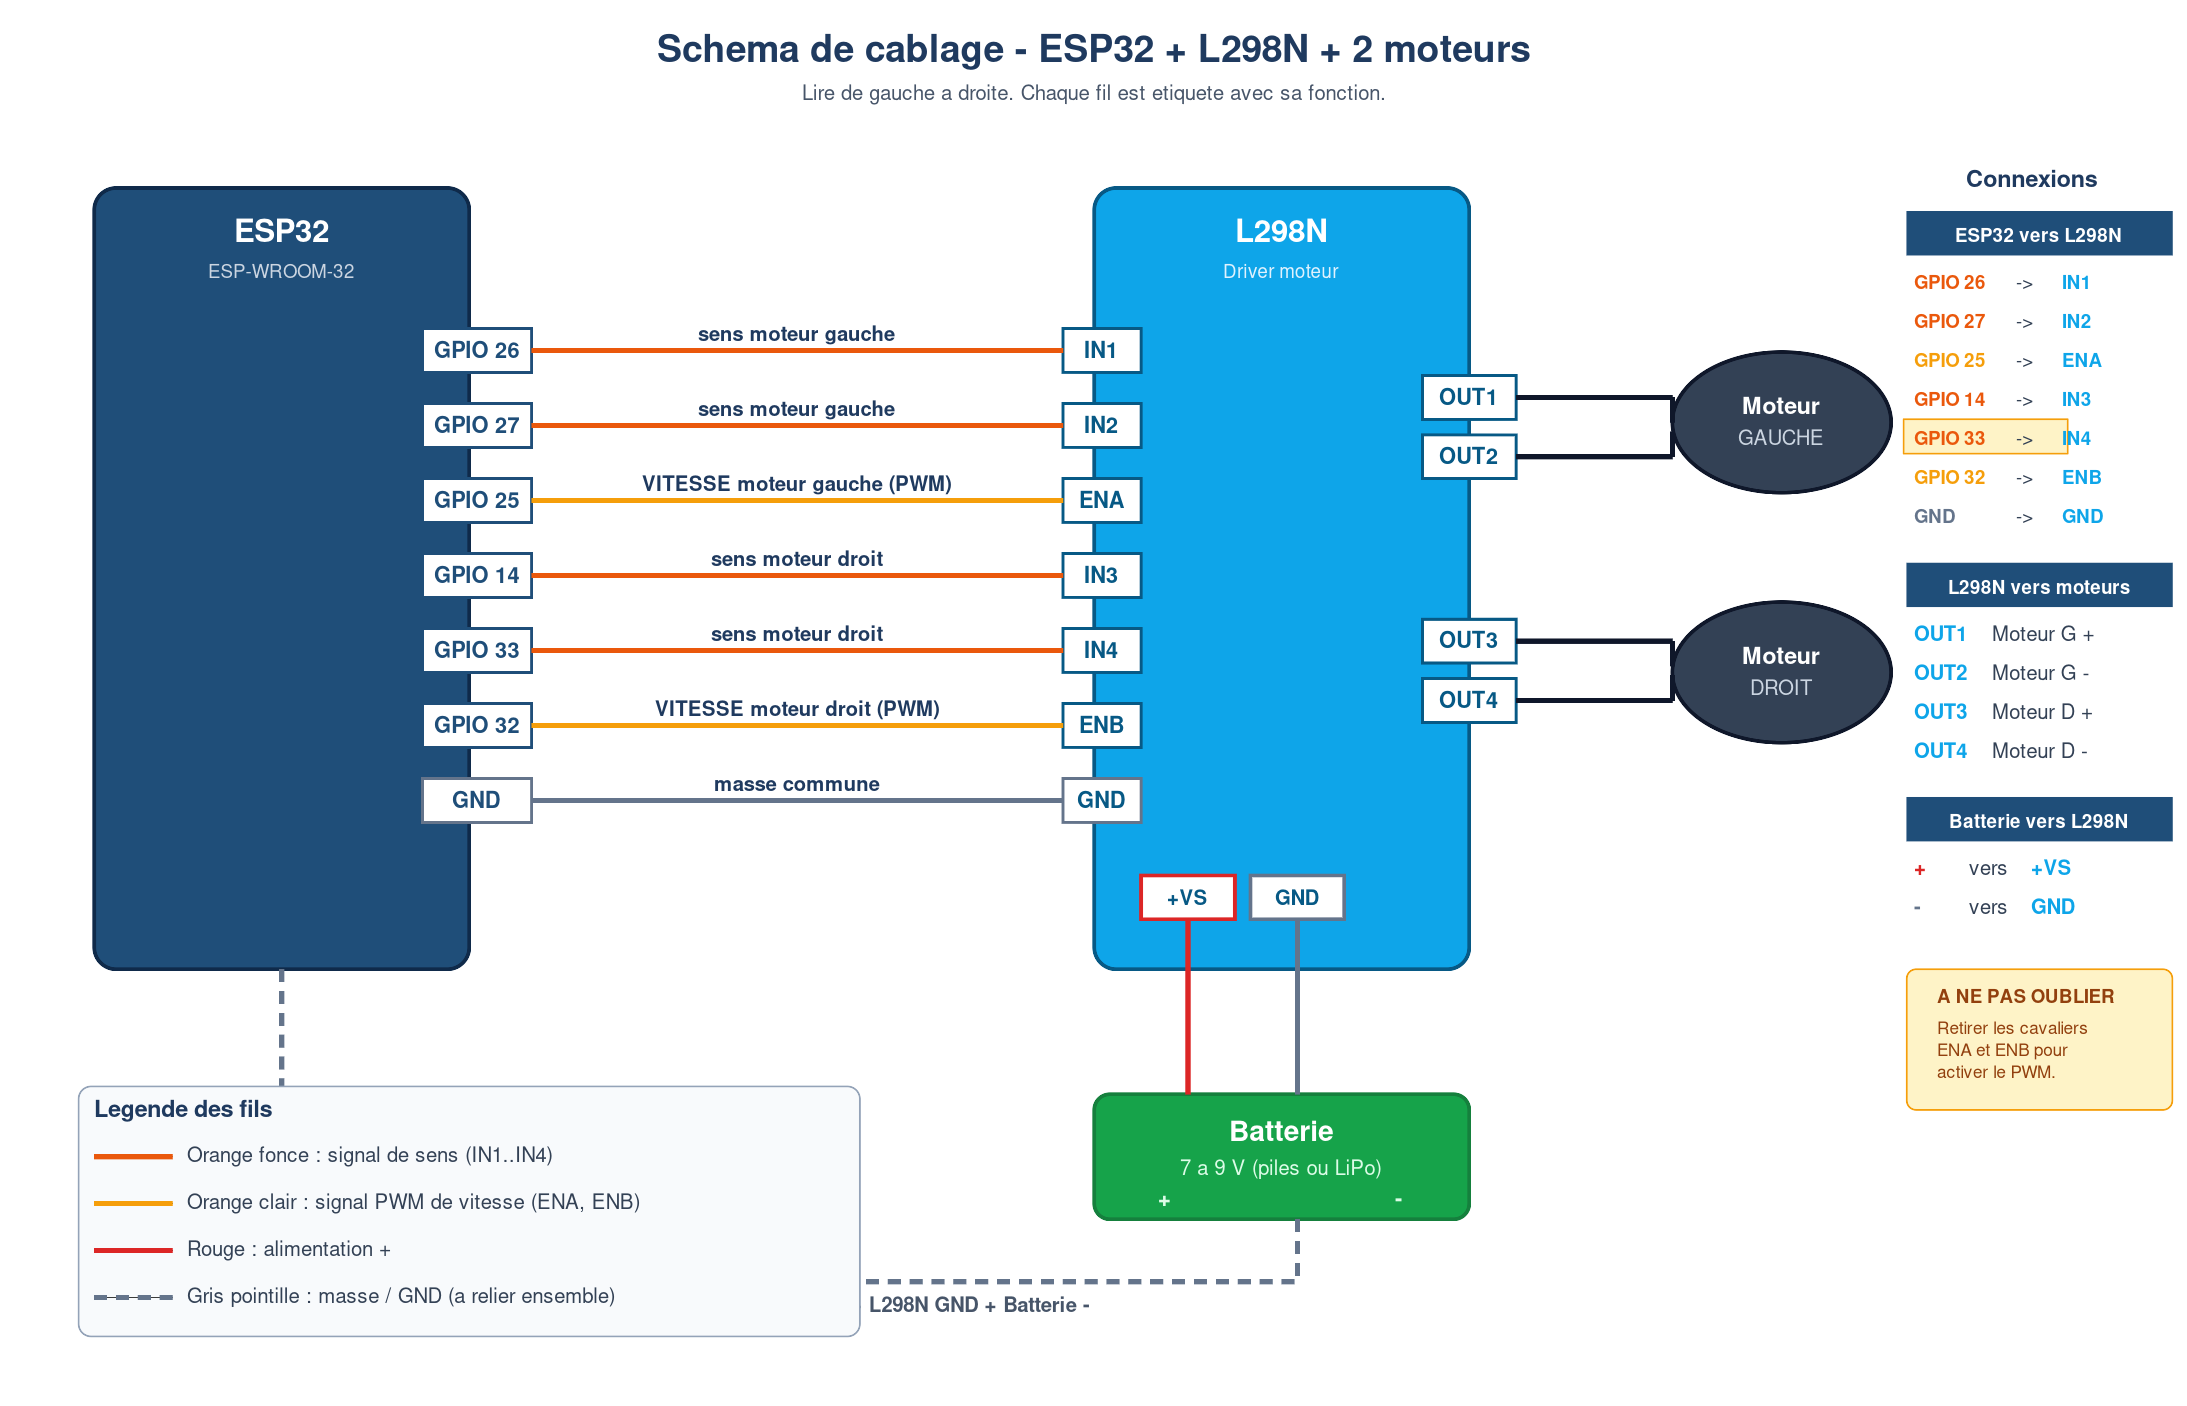 Schema de cablage - ESP32 + L298N + 2 moteurs
Lire de gauche a droite. Chaque fil est etiquete avec sa fonction.
ESP32
ESP-WROOM-32
GPIO 26
GPIO 27
GPIO 25
GPIO 14
GPIO 33
GPIO 32
GND
sens moteur gauche
sens moteur gauche
VITESSE moteur gauche (PWM)
sens moteur droit
sens moteur droit
VITESSE moteur droit (PWM)
masse commune
L298N
Driver moteur
IN1
IN2
ENA
IN3
IN4
ENB
GND
OUT1
OUT2
OUT3
OUT4
+VS
GND
Moteur
GAUCHE
Moteur
DROIT
Batterie
7 a 9 V (piles ou LiPo)
+ -
L298N GND + Batterie -
Legende des fils
Orange fonce : signal de sens (IN1..IN4)
Orange clair : signal PWM de vitesse (ENA, ENB)
Rouge : alimentation +
Gris pointille : masse / GND (a relier ensemble)
Connexions
ESP32 vers L298N
GPIO 26 -> IN1
GPIO 27 -> IN2
GPIO 25 -> ENA
GPIO 14 -> IN3
GPIO 33 -> IN4
GPIO 32 -> ENB
GND -> GND
L298N vers moteurs
OUT1 Moteur G +
OUT2 Moteur G -
OUT3 Moteur D +
OUT4 Moteur D -
Batterie vers L298N
+ vers +VS
- vers GND
A NE PAS OUBLIER
Retirer les cavaliers
ENA et ENB pour
activer le PWM.